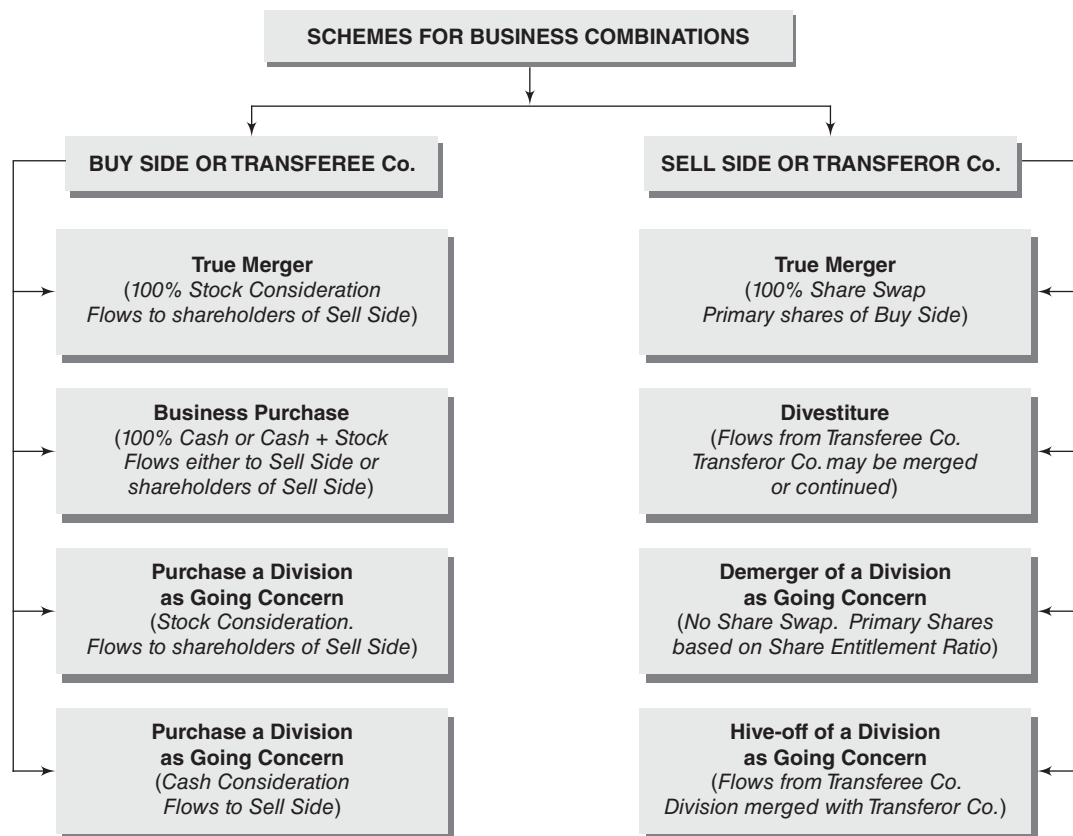 SCHEMES FOR BUSINESS COMBINATIONS
BUY SIDE OR TRANSFEREE Co.
SELL SIDE OR TRANSFEROR Co.
True Merger
(100% Stock Consideration
Flows to shareholders of Sell Side)
True Merger
(100% Share Swap
Primary shares of Buy Side)
Business Purchase
(100% Cash or Cash + Stock
Flows either to Sell Side or
shareholders of Sell Side)
Divestiture
(Flows from Transferee Co.
Transferor Co. may be merged
or continued)
Purchase a Division
as Going Concern
(Stock Consideration.
Flows to shareholders of Sell Side)
Demerger of a Division
as Going Concern
(No Share Swap. Primary Shares
based on Share Entitlement Ratio)
Purchase a Division
as Going Concern
(Cash Consideration
Flows to Sell Side)
Hive-off of a Division
as Going Concern
(Flows from Transferee Co.
Division merged with Transferor Co.)